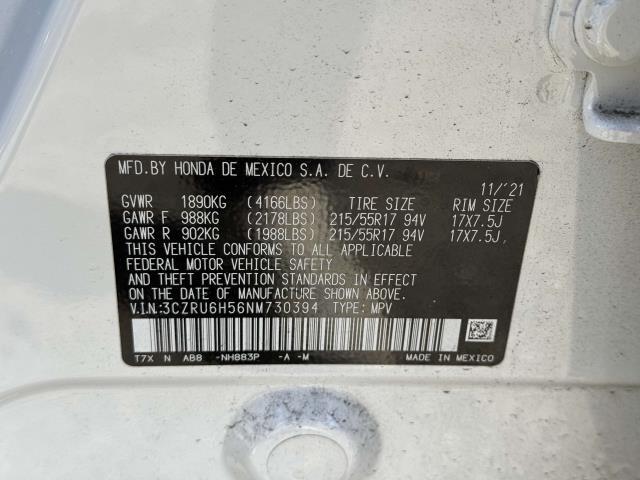 MFD.BY HONDA DE MEXICO S.A. DE C.V.
11/'21
GVWR 1890KG (4166LBS) TIRE SIZE RIM SIZE
GAWR F 988KG (2178LBS) 215/55R17 94V 17X7.5J
GAWR R 902KG (1988LBS) 215/55R17 94V 17X7.5J
THIS VEHICLE CONFORMS TO ALL APPLICABLE
FEDERAL MOTOR VEHICLE SAFETY
AND THEFT PREVENTION STANDARDS IN EFFECT
ON THE DATE OF MANUFACTURE SHOWN ABOVE.
V.I.N.:3CZRU6H56NM730394 TYPE: MPV
T7X N AB8 -NH883P -A -M MADE IN MEXICO